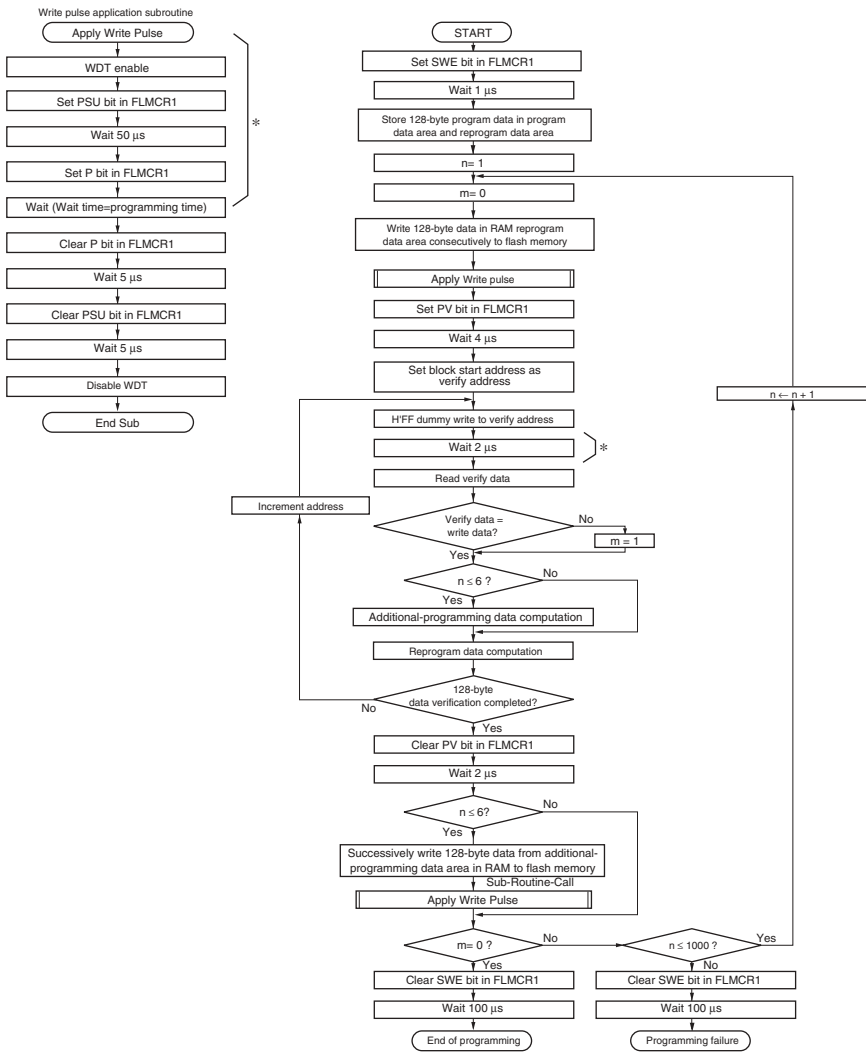 Write pulse application subroutine
Apply Write Pulse
WDT enable
Set PSU bit in FLMCR1
Wait 50 μs
Set P bit in FLMCR1
Wait (Wait time=programming time)
Clear P bit in FLMCR1
Wait 5 μs
Clear PSU bit in FLMCR1
Wait 5 μs
Disable WDT
End Sub
*
START
Set SWE bit in FLMCR1
Wait 1 μs
Store 128-byte program data in program
data area and reprogram data area
n= 1
m= 0
Write 128-byte data in RAM reprogram
data area consecutively to flash memory
Apply Write pulse
Set PV bit in FLMCR1
Wait 4 μs
Set block start address as
verify address
n ← n + 1
H'FF dummy write to verify address
Wait 2 μs
*
Read verify data
Increment address
Verify data =
write data?
No
m = 1
Yes
n ≤ 6 ?
No
Yes
Additional-programming data computation
Reprogram data computation
128-byte
data verification completed?
No
Yes
Clear PV bit in FLMCR1
Wait 2 μs
n ≤ 6?
No
Yes
Successively write 128-byte data from additional-
programming data area in RAM to flash memory
Sub-Routine-Call
Apply Write Pulse
m= 0 ?
No
n ≤ 1000 ?
Yes
Yes
No
Clear SWE bit in FLMCR1
Clear SWE bit in FLMCR1
Wait 100 μs
Wait 100 μs
End of programming
Programming failure